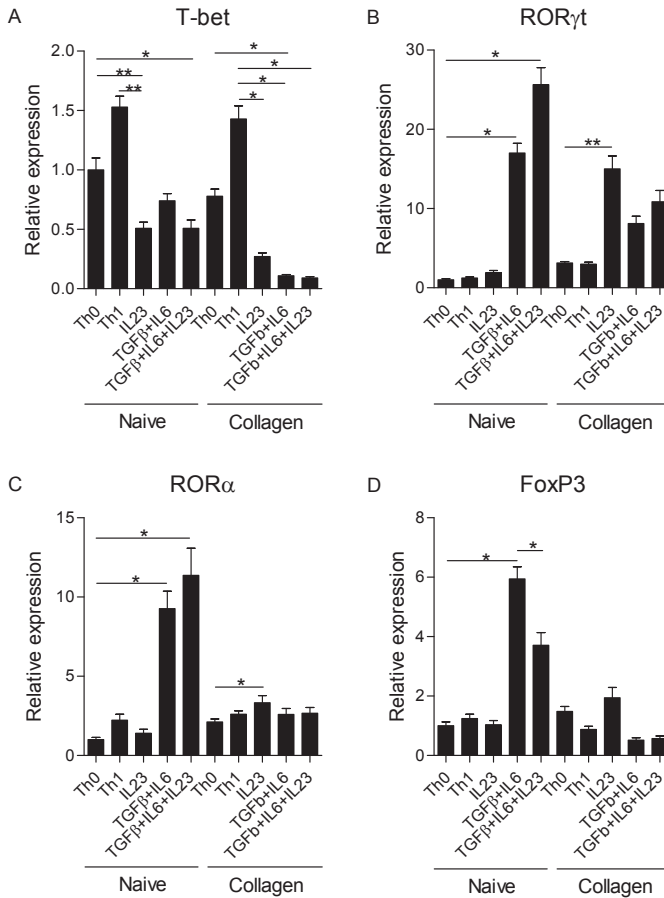 A
T-bet
Relative expression
2.0
1.5
1.0
0.5
0.0
*
**
**
*
*
*
*
Th0
Th1
IL23
TGFβ+IL6
TGFβ+IL6+IL23
Th0
Th1
IL23
TGFb+IL6
TGFb+IL6+IL23
Naive
Collagen
B
RORγt
Relative expression
30
20
10
0
*
*
**
Th0
Th1
IL23
TGFβ+IL6
TGFβ+IL6+IL23
Th0
Th1
IL23
TGFb+IL6
TGFb+IL6+IL23
Naive
Collagen
C
RORα
Relative expression
15
10
5
0
*
*
*
Th0
Th1
IL23
TGFβ+IL6
TGFβ+IL6+IL23
Th0
Th1
IL23
TGFb+IL6
TGFb+IL6+IL23
Naive
Collagen
D
FoxP3
Relative expression
8
6
4
2
0
*
*
Th0
Th1
IL23
TGFβ+IL6
TGFβ+IL6+IL23
Th0
Th1
IL23
TGFb+IL6
TGFb+IL6+IL23
Naive
Collagen